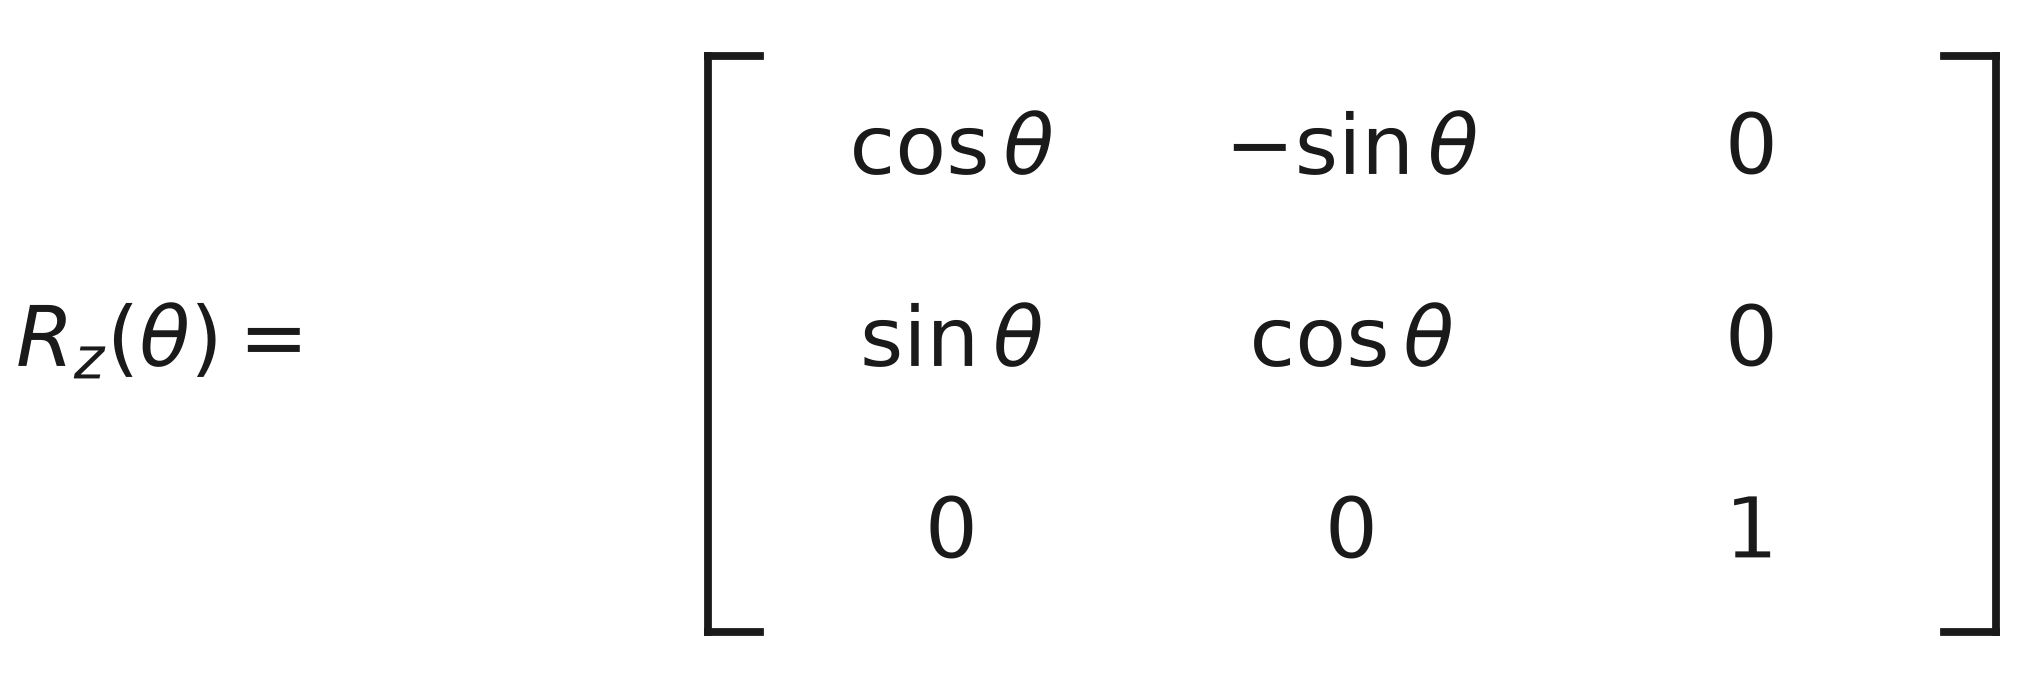 cos θ −sin θ 0
R_z(θ) = sin θ cos θ 0
0 0 1